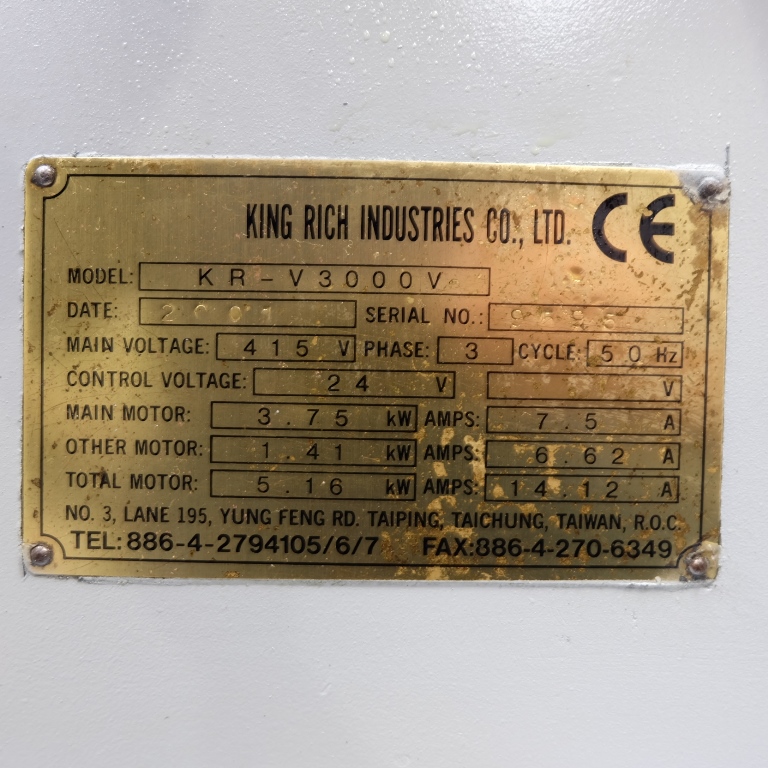 KING RICH INDUSTRIES CO., LTD. CE
MODEL: KR-V3000V
DATE: 2001 SERIAL NO.:
MAIN VOLTAGE: 415 V PHASE: 3 CYCLE: 50 Hz
CONTROL VOLTAGE: 24 V V
MAIN MOTOR: 3.75 kW AMPS: 7.5 A
OTHER MOTOR: 1.41 kW AMPS: 6.62 A
TOTAL MOTOR: 5.16 kW AMPS: 14.12 A
NO. 3, LANE 195, YUNG FENG RD. TAIPING, TAICHUNG, TAIWAN, R.O.C.
TEL:886-4-2794105/6/7 FAX:886-4-270-6349